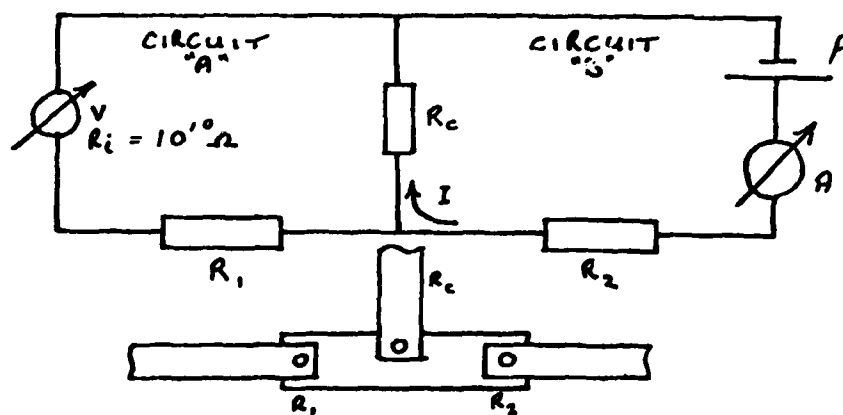 CIRCUIT
"A"
CIRCUIT
"B"
V
Ri = 10¹⁰ Ω
Rc
I
A
R1
R2
Rc
R1
R2